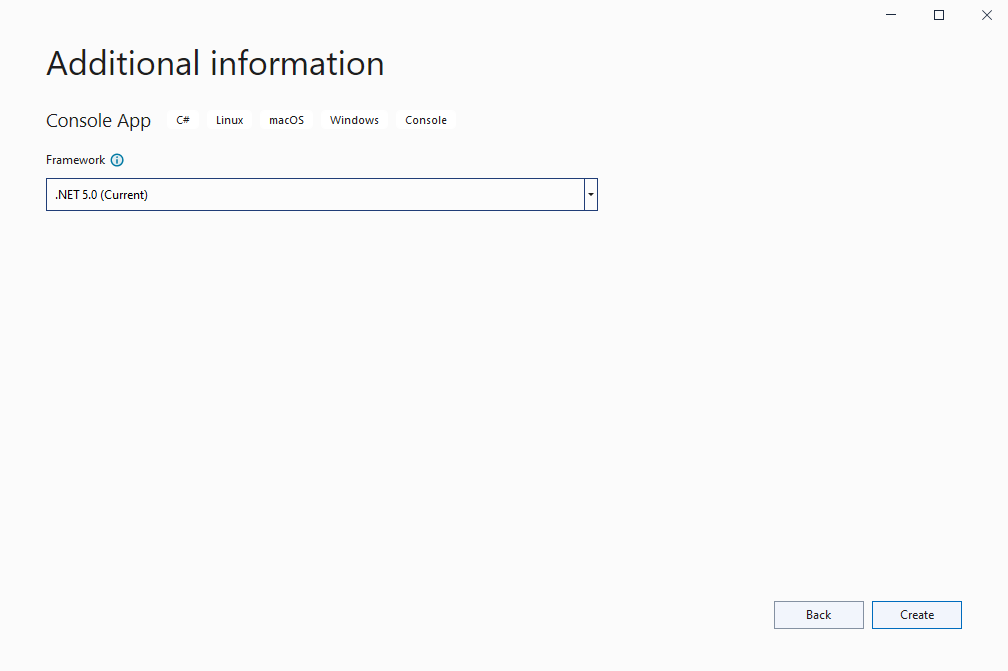 Additional information
Console App C# Linux macOS Windows Console
Framework
.NET 5.0 (Current)
Back Create